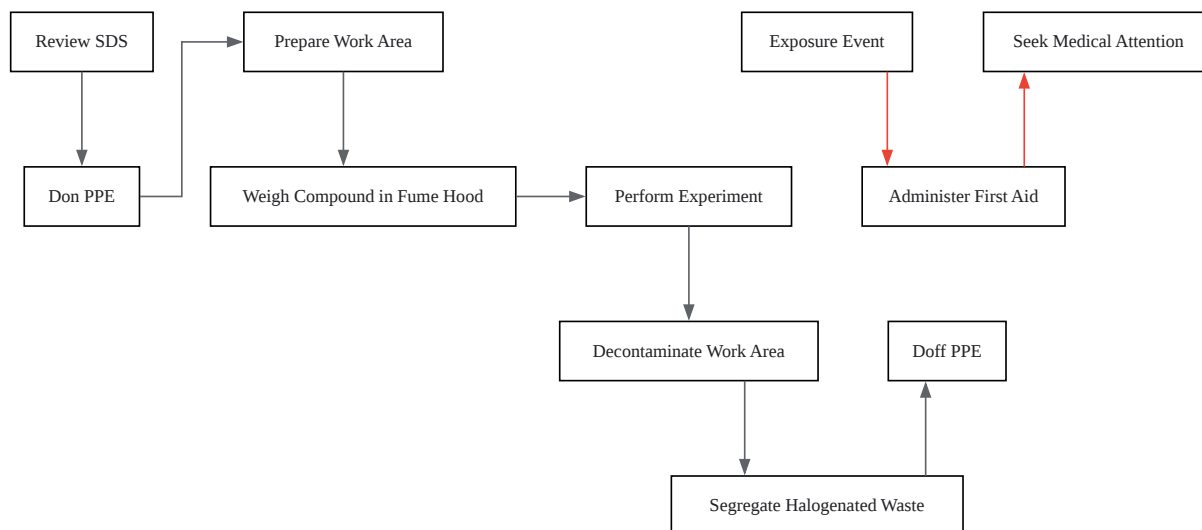 Review SDS
Prepare Work Area
Exposure Event
Seek Medical Attention
Don PPE
Weigh Compound in Fume Hood
Perform Experiment
Administer First Aid
Decontaminate Work Area
Doff PPE
Segregate Halogenated Waste